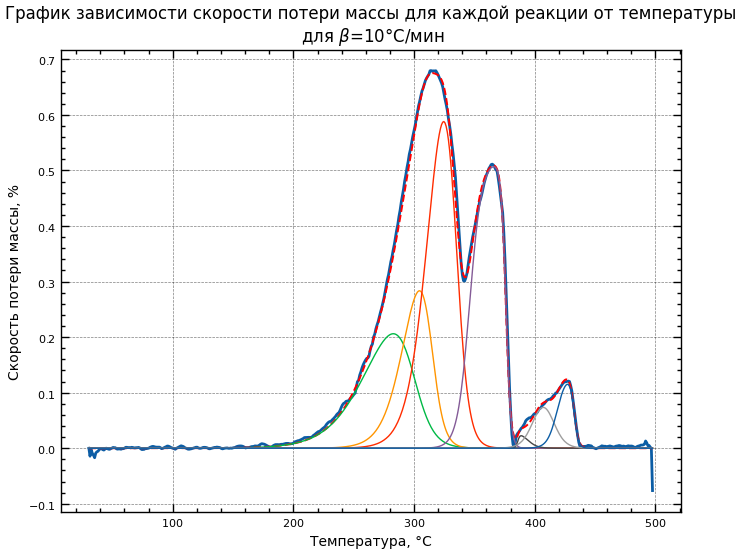 График зависимости скорости потери массы для каждой реакции от температуры
для β=10°C/мин
Скорость потери массы, %
0.7
0.6
0.5
0.4
0.3
0.2
0.1
0.0
−0.1
100 200 300 400 500
Температура, °C